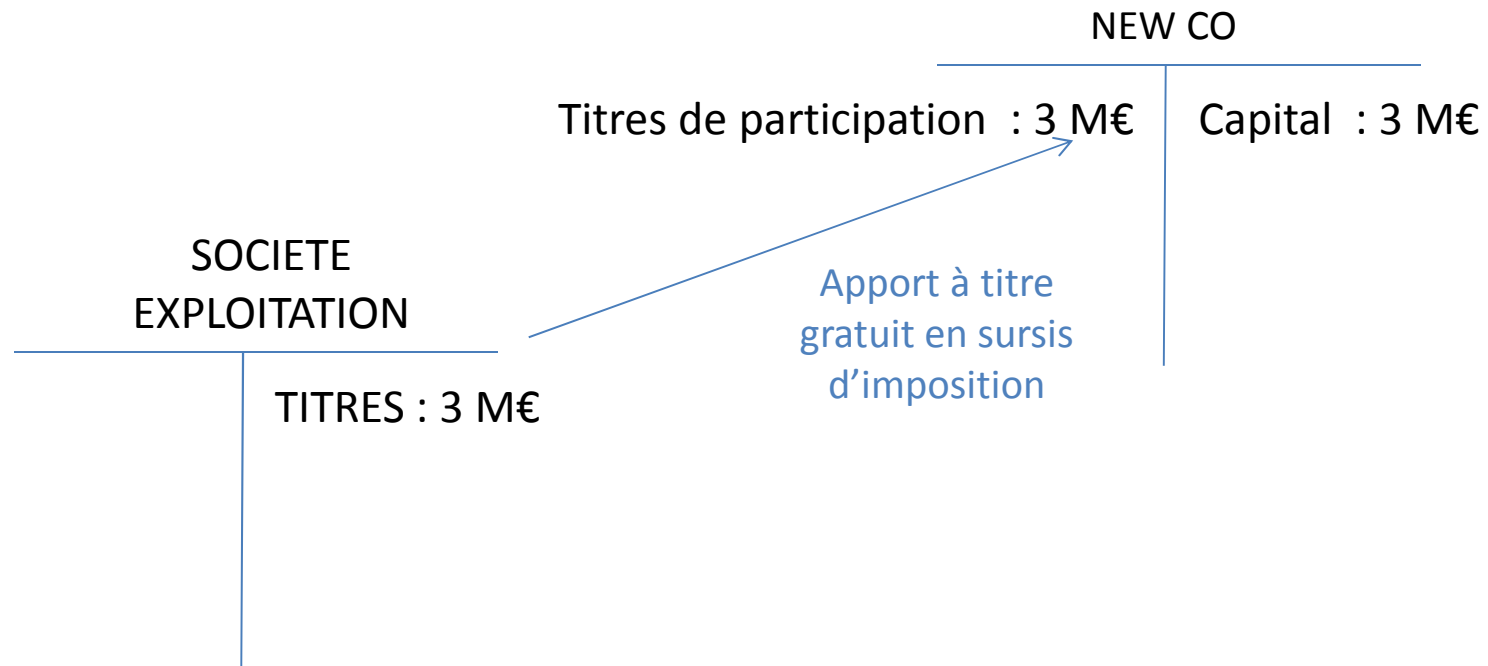 NEW CO
Titres de participation : 3 M€
Capital : 3 M€
SOCIETE
EXPLOITATION
TITRES : 3 M€
Apport à titre
gratuit en sursis
d’imposition